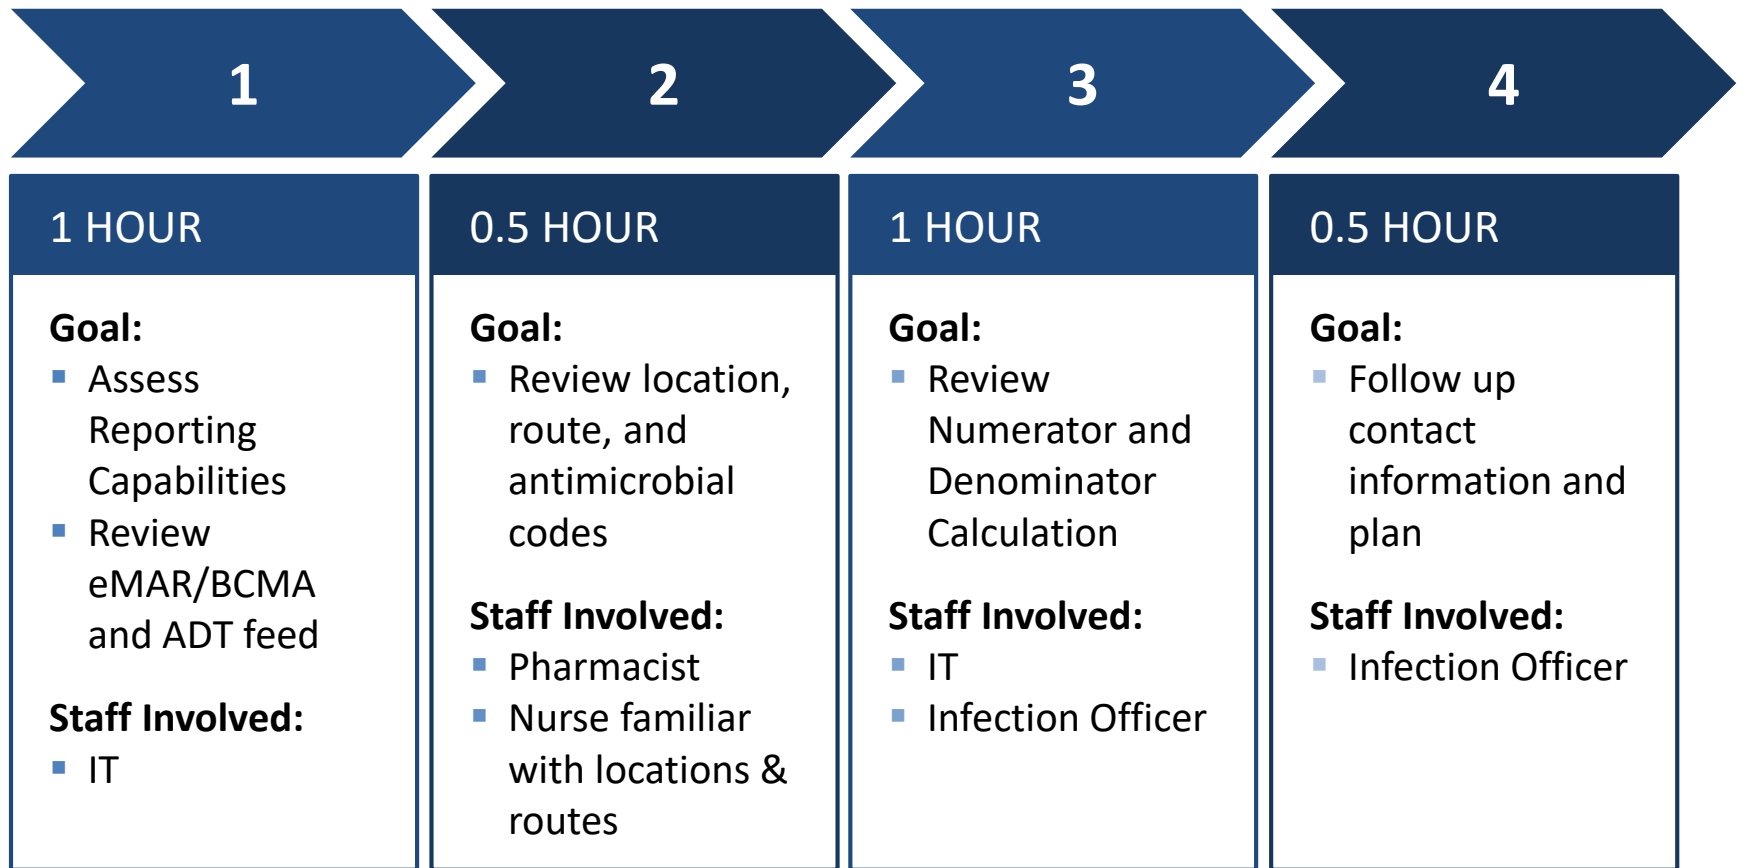 1
2
3
4
1 HOUR
Goal:
▪ Assess
Reporting
Capabilities
▪ Review
eMAR/BCMA
and ADT feed
Staff Involved:
▪ IT
0.5 HOUR
Goal:
▪ Review location,
route, and
antimicrobial
codes
Staff Involved:
▪ Pharmacist
▪ Nurse familiar
with locations &
routes
1 HOUR
Goal:
▪ Review
Numerator and
Denominator
Calculation
Staff Involved:
▪ IT
▪ Infection Officer
0.5 HOUR
Goal:
▪ Follow up
contact
information and
plan
Staff Involved:
▪ Infection Officer